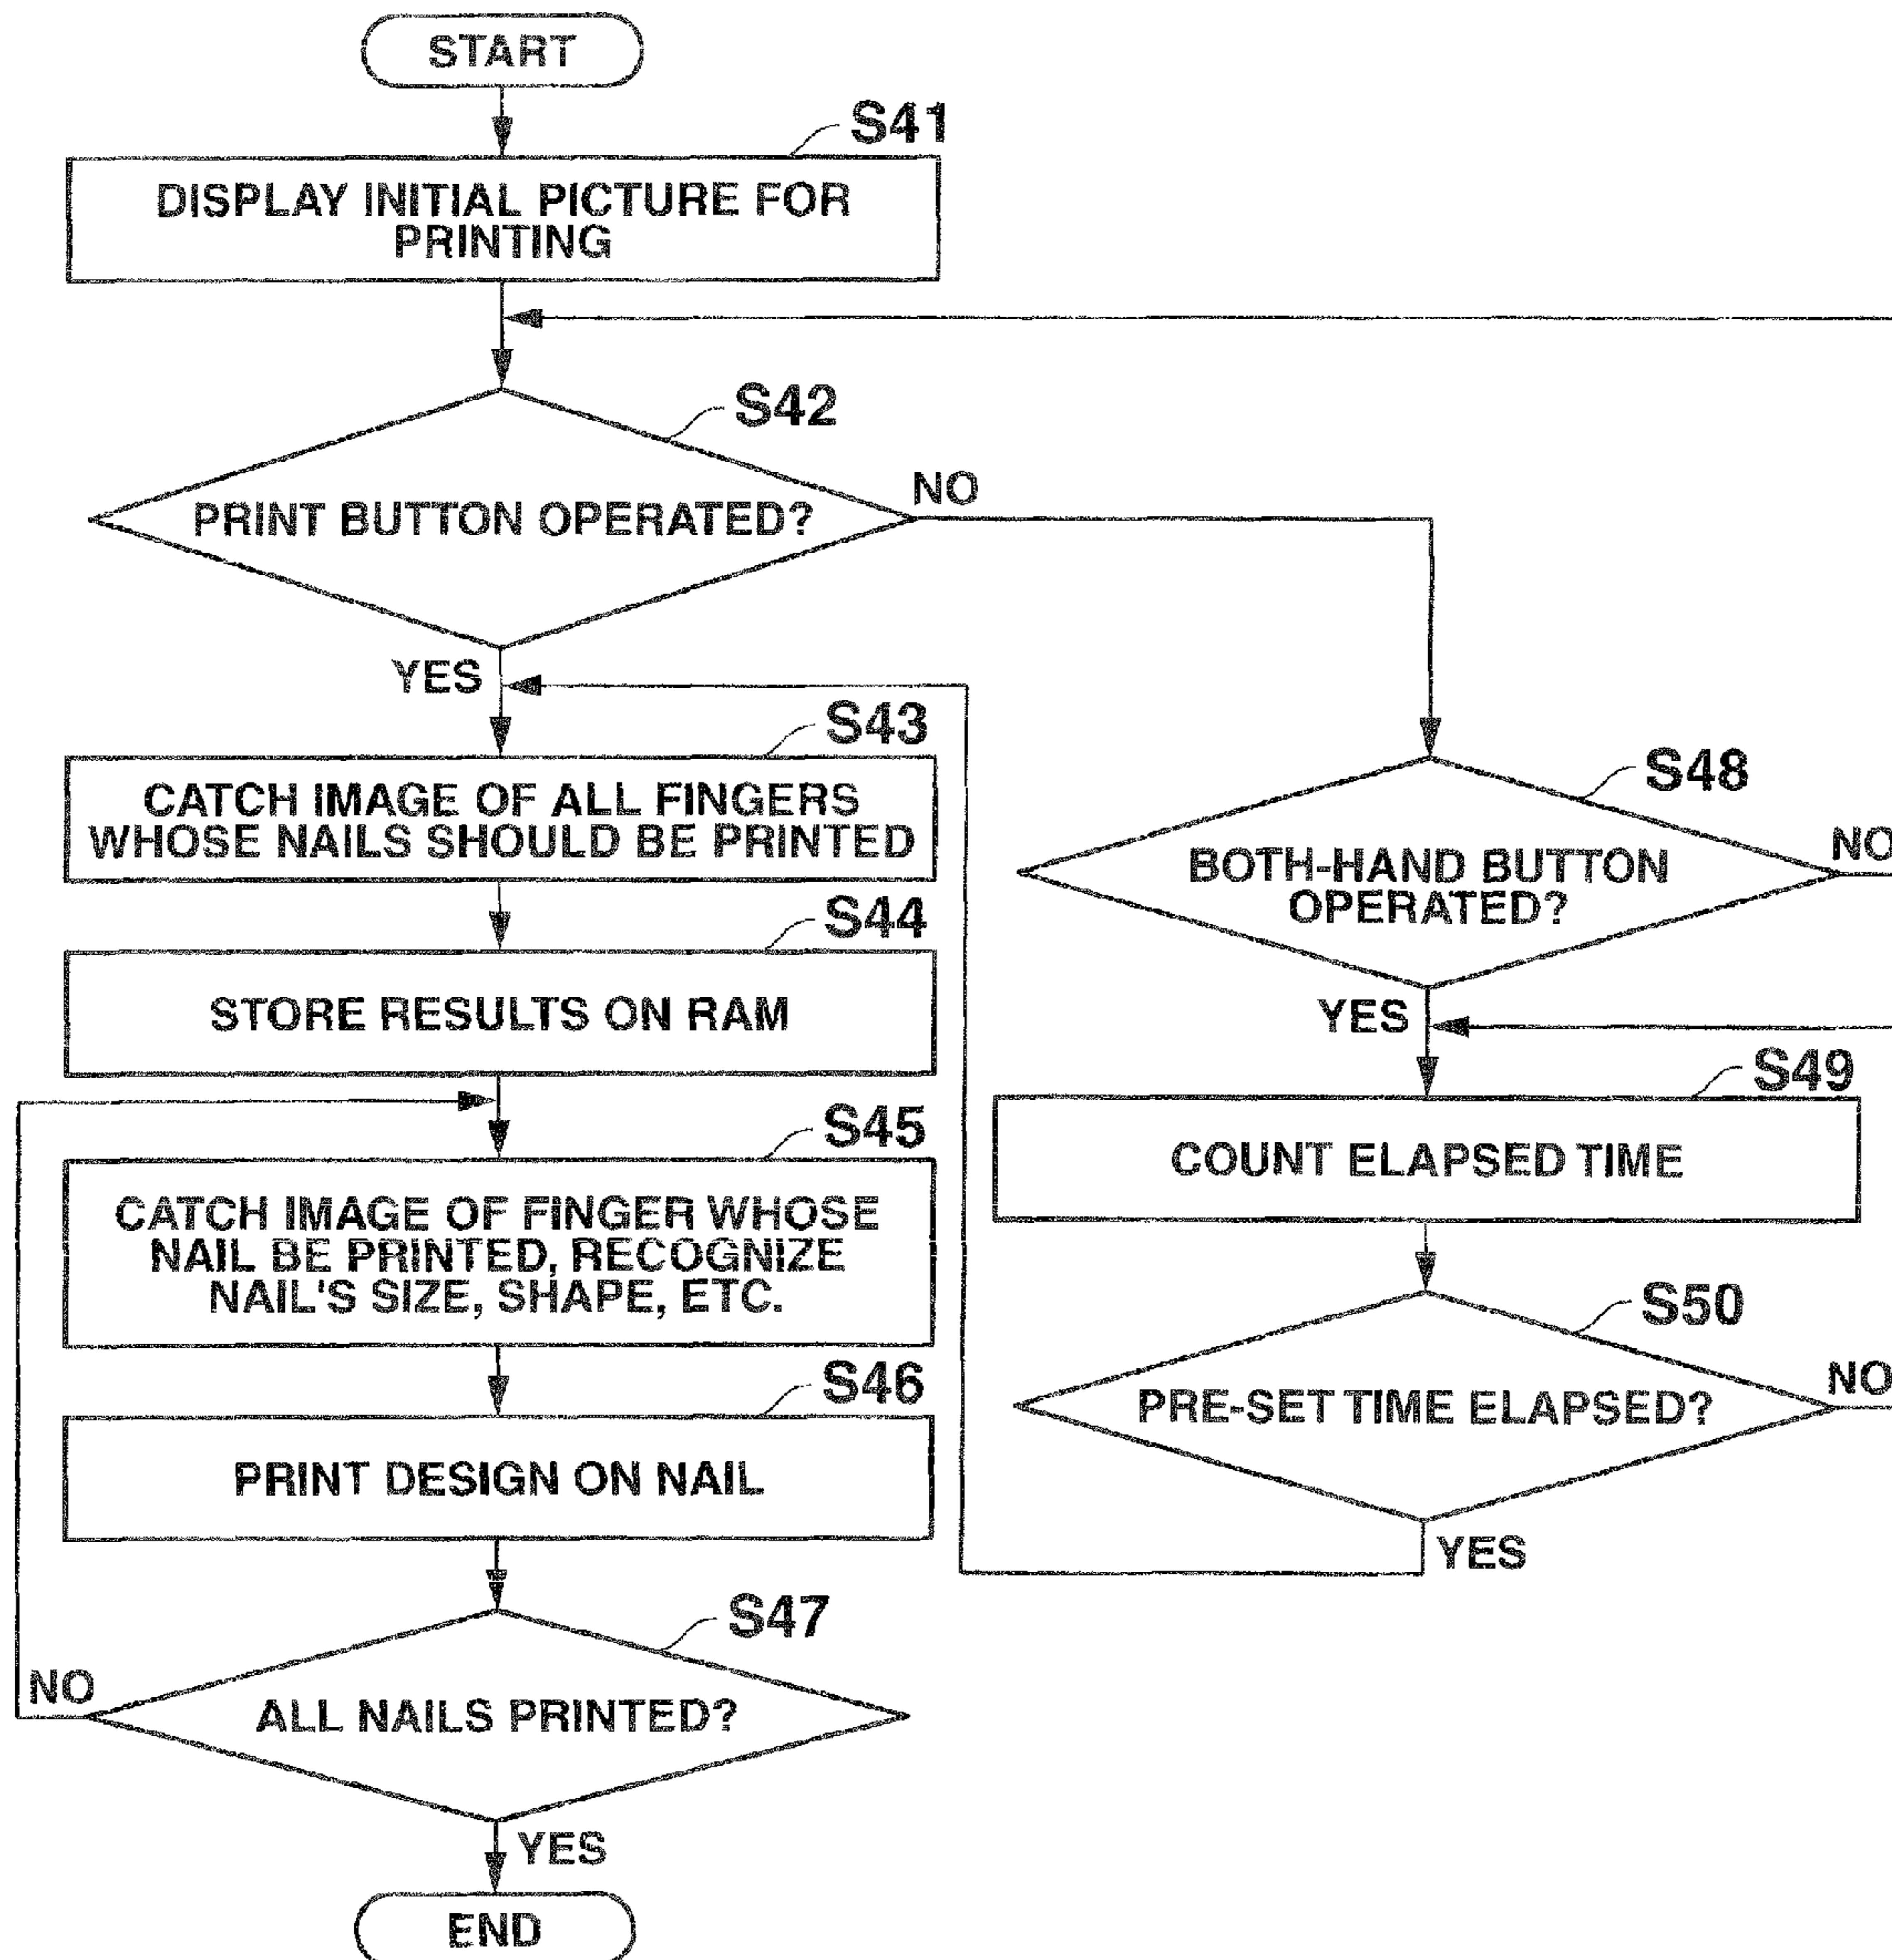 START
S41
DISPLAY INITIAL PICTURE FOR
PRINTING
S42
PRINT BUTTON OPERATED?
NO
YES
S43
CATCH IMAGE OF ALL FINGERS
WHOSE NAILS SHOULD BE PRINTED
S44
STORE RESULTS ON RAM
S45
CATCH IMAGE OF FINGER WHOSE
NAIL BE PRINTED, RECOGNIZE
NAIL'S SIZE, SHAPE, ETC.
S46
PRINT DESIGN ON NAIL
S47
ALL NAILS PRINTED?
NO
YES
END
S48
BOTH-HAND BUTTON
OPERATED?
NO
YES
S49
COUNT ELAPSED TIME
S50
PRE-SET TIME ELAPSED?
NO
YES